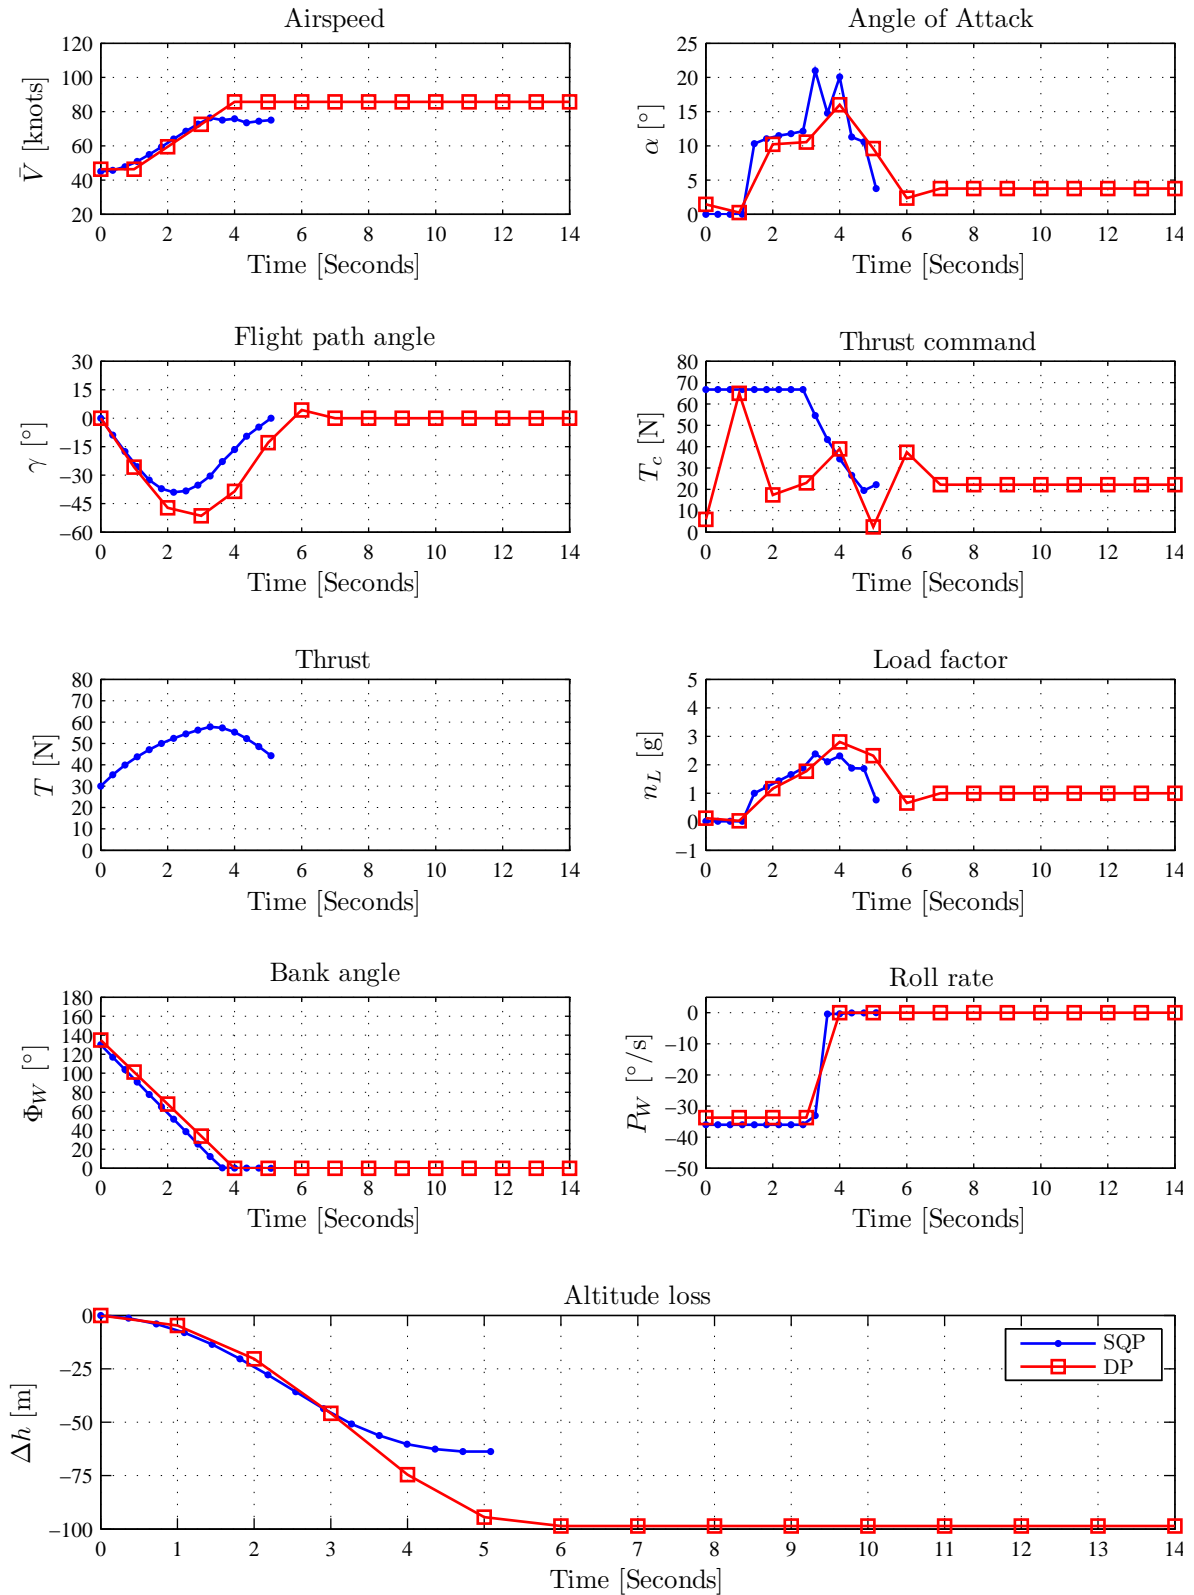 Airspeed
120
100
80
60
40
20
V̄ [knots]
0 2 4 6 8 10 12 14
Time [Seconds]
Angle of Attack
25
20
15
10
5
0
α [°]
0 2 4 6 8 10 12 14
Time [Seconds]
Flight path angle
30
15
0
−15
−30
−45
−60
γ [°]
0 2 4 6 8 10 12 14
Time [Seconds]
Thrust command
80
70
60
50
40
30
20
10
0
T_c [N]
0 2 4 6 8 10 12 14
Time [Seconds]
Thrust
80
70
60
50
40
30
20
10
0
T [N]
0 2 4 6 8 10 12 14
Time [Seconds]
Load factor
5
4
3
2
1
0
−1
n_L [g]
0 2 4 6 8 10 12 14
Time [Seconds]
Bank angle
180
160
140
120
100
80
60
40
20
0
Φ_W [°]
0 2 4 6 8 10 12 14
Time [Seconds]
Roll rate
0
−10
−20
−30
−40
−50
P_W [°/s]
0 2 4 6 8 10 12 14
Time [Seconds]
Altitude loss
0
−25
−50
−75
−100
Δh [m]
SQP
DP
0 1 2 3 4 5 6 7 8 9 10 11 12 13 14
Time [Seconds]